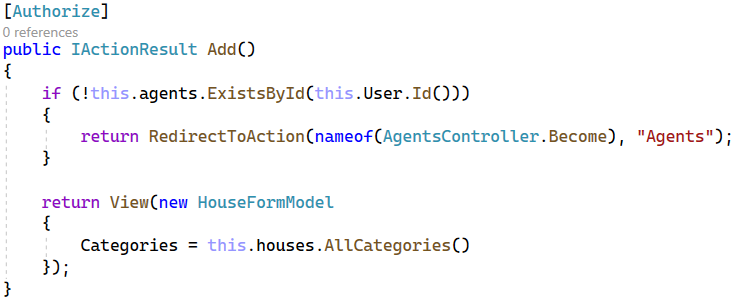 [Authorize]
0 references
public IActionResult Add()
{
    if (!this.agents.ExistsById(this.User.Id()))
    {
        return RedirectToAction(nameof(AgentsController.Become), "Agents");
    }

    return View(new HouseFormModel
    {
        Categories = this.houses.AllCategories()
    });
}